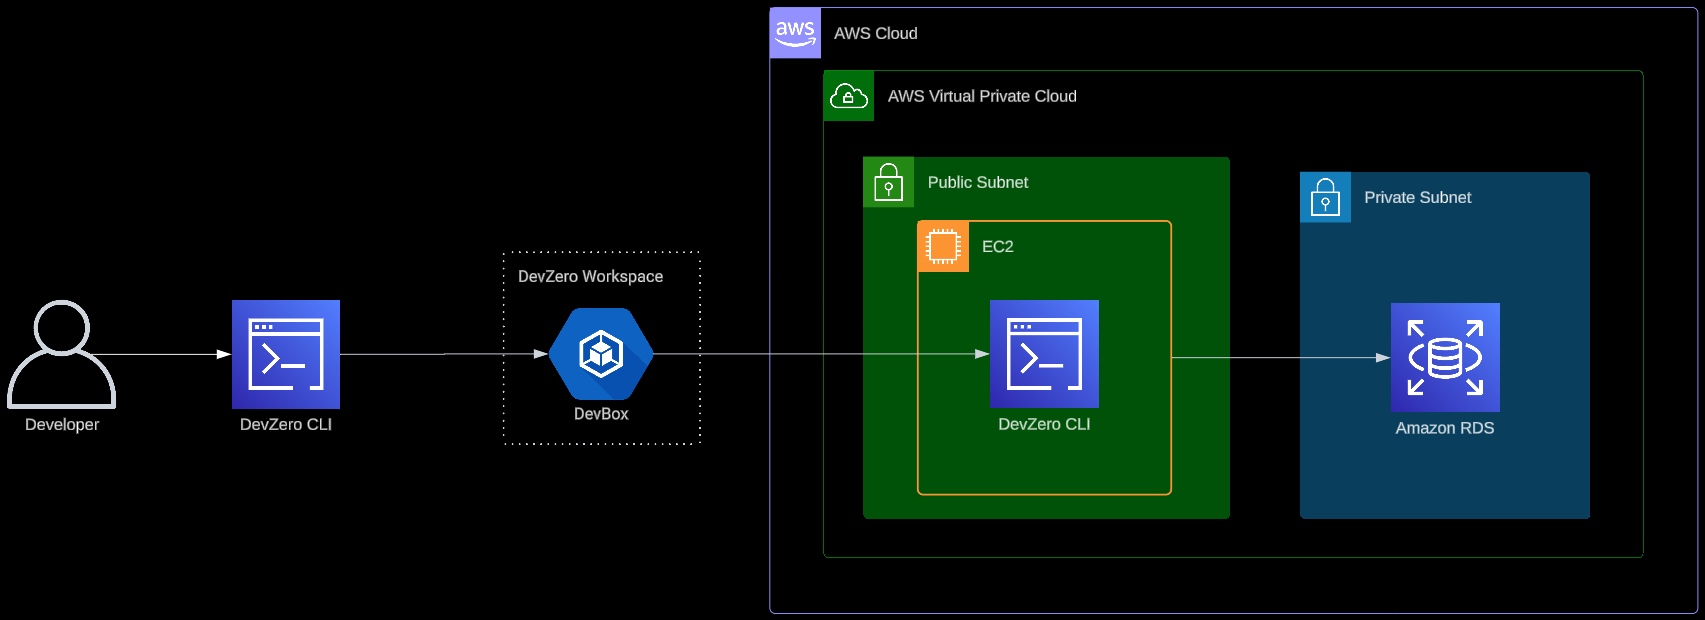 aws
AWS Cloud
AWS Virtual Private Cloud
Public Subnet
Private Subnet
EC2
DevZero Workspace
Developer
DevZero CLI
DevBox
DevZero CLI
Amazon RDS